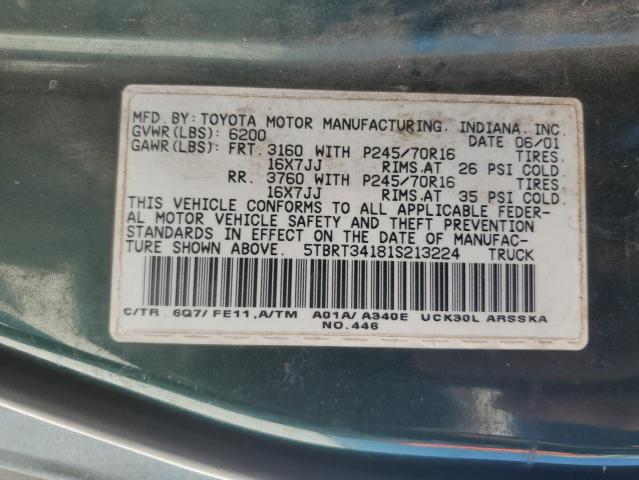 MFD. BY: TOYOTA MOTOR MANUFACTURING. INDIANA. INC.
GVWR(LBS): 6200 DATE 06/01
GAWR(LBS): FRT. 3160 WITH P245/70R16 TIRES.
16X7JJ RIMS.AT 26 PSI COLD.
RR. 3760 WITH P245/70R16 TIRES.
16X7JJ RIMS.AT 35 PSI COLD.
THIS VEHICLE CONFORMS TO ALL APPLICABLE FEDER-
AL MOTOR VEHICLE SAFETY AND THEFT PREVENTION
STANDARDS IN EFFECT ON THE DATE OF MANUFAC-
TURE SHOWN ABOVE. 5TBRT34181S213224 TRUCK
C/TR 6Q7/ FE11 ,A/TM A01A/ A340E UCK30L ARSSKA
NO.446